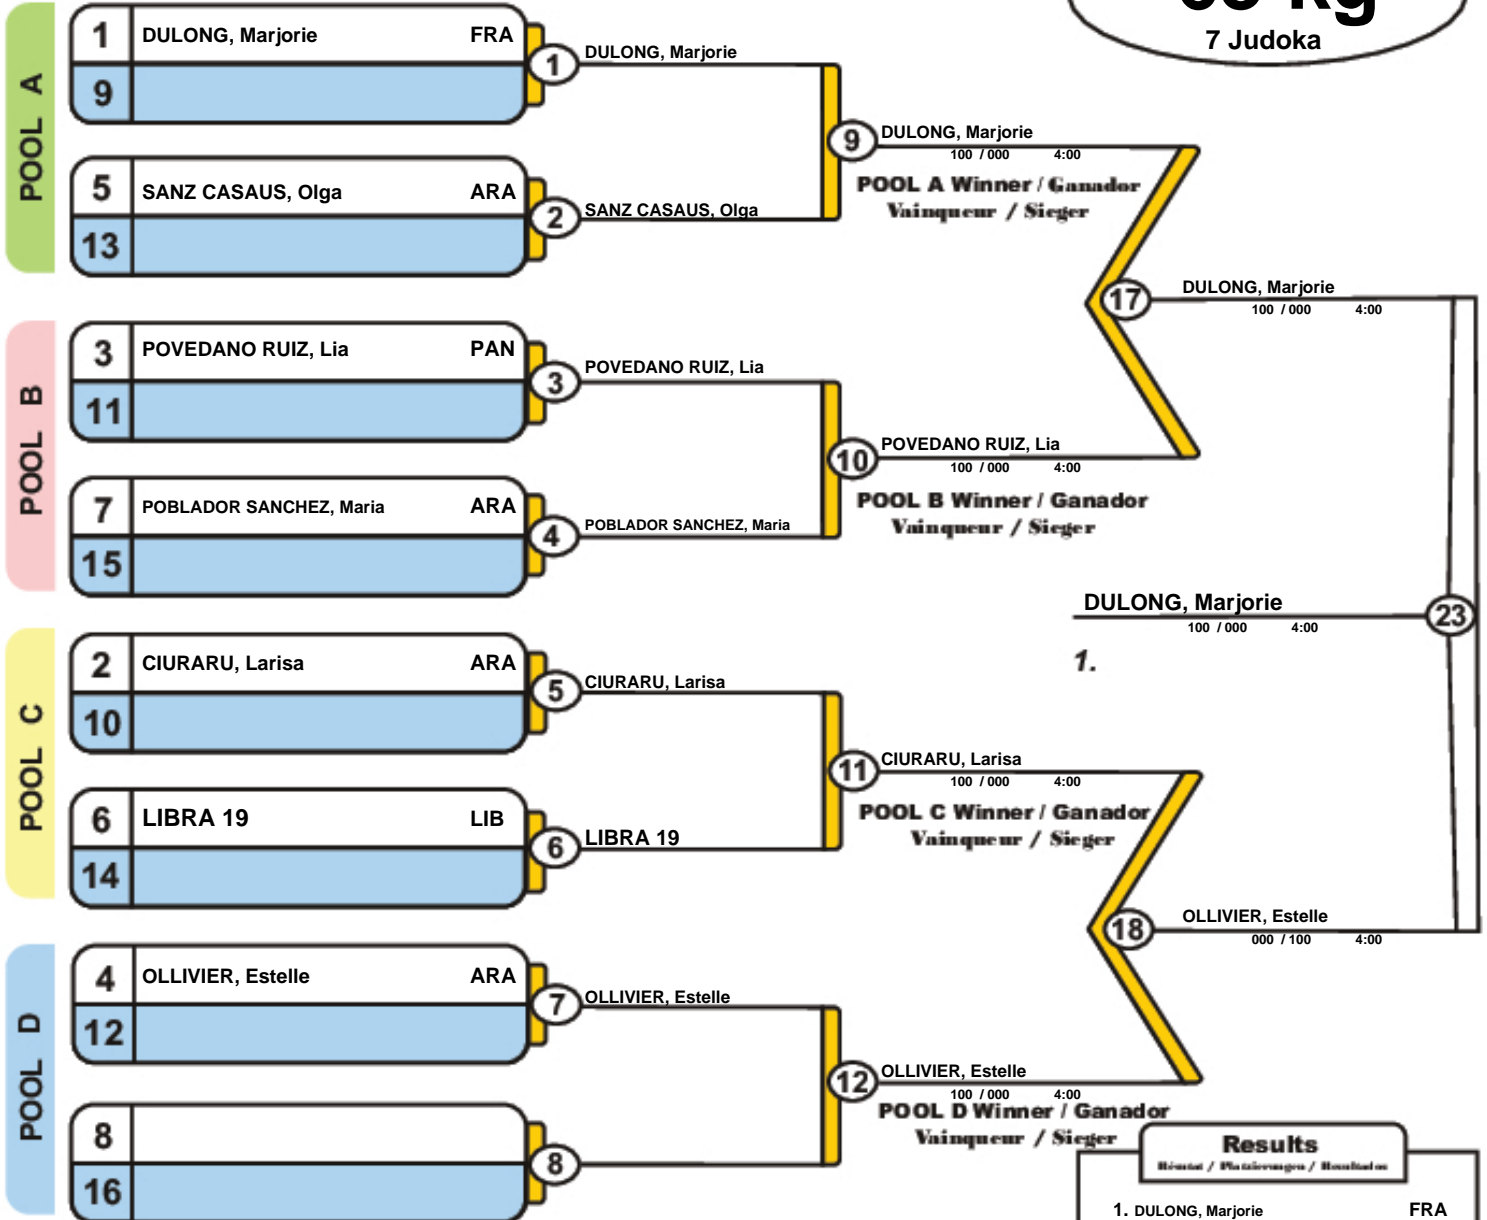 7 Judoka
POOL A
1 DULONG, Marjorie FRA
9
1 DULONG, Marjorie
5 SANZ CASAUS, Olga ARA
13
2 SANZ CASAUS, Olga
9 DULONG, Marjorie
100 / 000 4:00
POOL A Winner / Ganador
Vainqueur / Sieger
POOL B
3 POVEDANO RUIZ, Lia PAN
11
3 POVEDANO RUIZ, Lia
7 POBLADOR SANCHEZ, Maria ARA
15
4 POBLADOR SANCHEZ, Maria
10 POVEDANO RUIZ, Lia
100 / 000 4:00
POOL B Winner / Ganador
Vainqueur / Sieger
17 DULONG, Marjorie
100 / 000 4:00
DULONG, Marjorie 23
100 / 000 4:00
1.
POOL C
2 CIURARU, Larisa ARA
10
5 CIURARU, Larisa
6 LIBRA 19 LIB
14
6 LIBRA 19
11 CIURARU, Larisa
100 / 000 4:00
POOL C Winner / Ganador
Vainqueur / Sieger
18 OLLIVIER, Estelle
000 / 100 4:00
POOL D
4 OLLIVIER, Estelle ARA
12
7 OLLIVIER, Estelle
8
16
8
12 OLLIVIER, Estelle
100 / 000 4:00
POOL D Winner / Ganador
Vainqueur / Sieger
Results
/ Platzierungen / Resultados
1. DULONG, Marjorie FRA